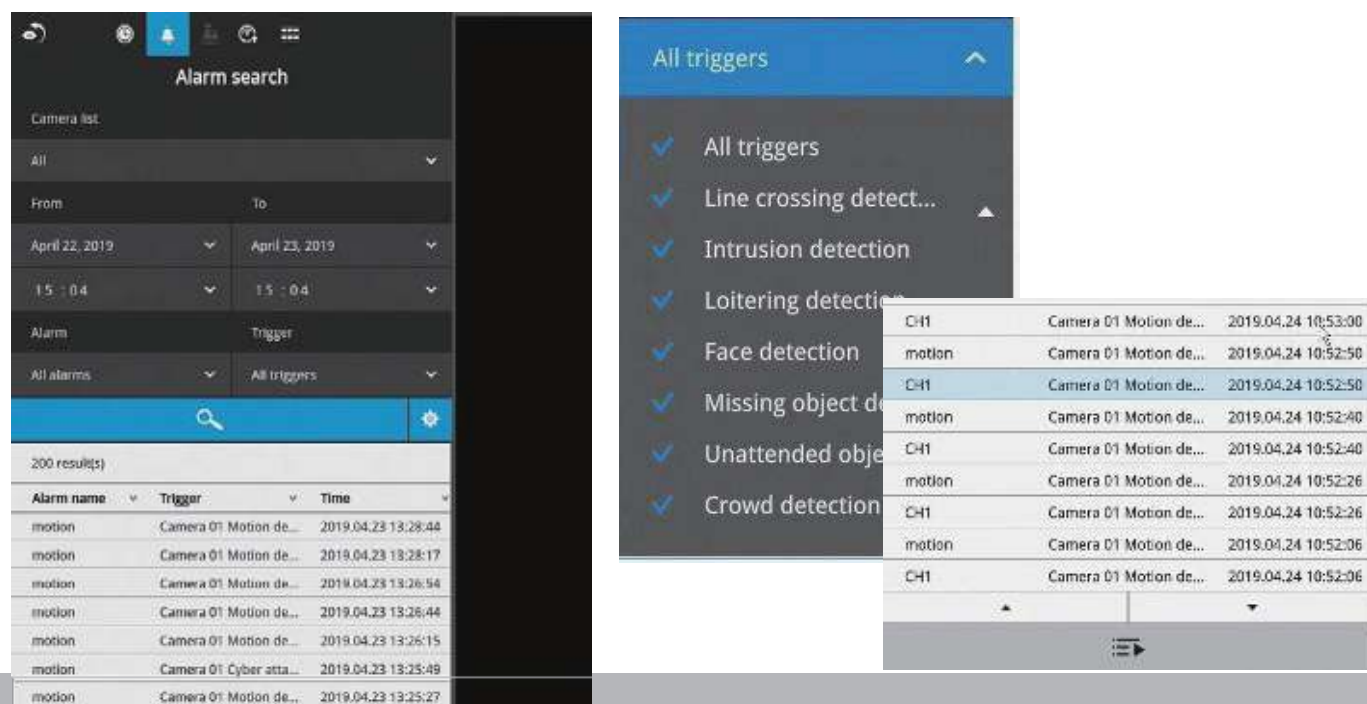 Alarm search
Camera list
All
From To
April 22, 2019 April 23, 2019
15 : 04 15 : 04
Alarm Trigger
All alarms All triggers
200 result(s)
Alarm name Trigger Time
motion Camera 01 Motion de... 2019.04.23 13:28:44
motion Camera 01 Motion de... 2019.04.23 13:28:17
motion Camera 01 Motion de... 2019.04.23 13:26:54
motion Camera 01 Motion de... 2019.04.23 13:26:44
motion Camera 01 Motion de... 2019.04.23 13:26:15
motion Camera 01 Cyber atta... 2019.04.23 13:25:49
motion Camera 01 Motion de... 2019.04.23 13:25:27
All triggers
All triggers
Line crossing detect...
Intrusion detection
Loitering detection
Face detection
Missing object de
Unattended obje
Crowd detection
CH1 Camera 01 Motion de... 2019.04.24 10:53:00
motion Camera 01 Motion de... 2019.04.24 10:52:50
CH1 Camera 01 Motion de... 2019.04.24 10:52:50
motion Camera 01 Motion de... 2019.04.24 10:52:40
CH1 Camera 01 Motion de... 2019.04.24 10:52:40
motion Camera 01 Motion de... 2019.04.24 10:52:26
CH1 Camera 01 Motion de... 2019.04.24 10:52:26
motion Camera 01 Motion de... 2019.04.24 10:52:06
CH1 Camera 01 Motion de... 2019.04.24 10:52:06